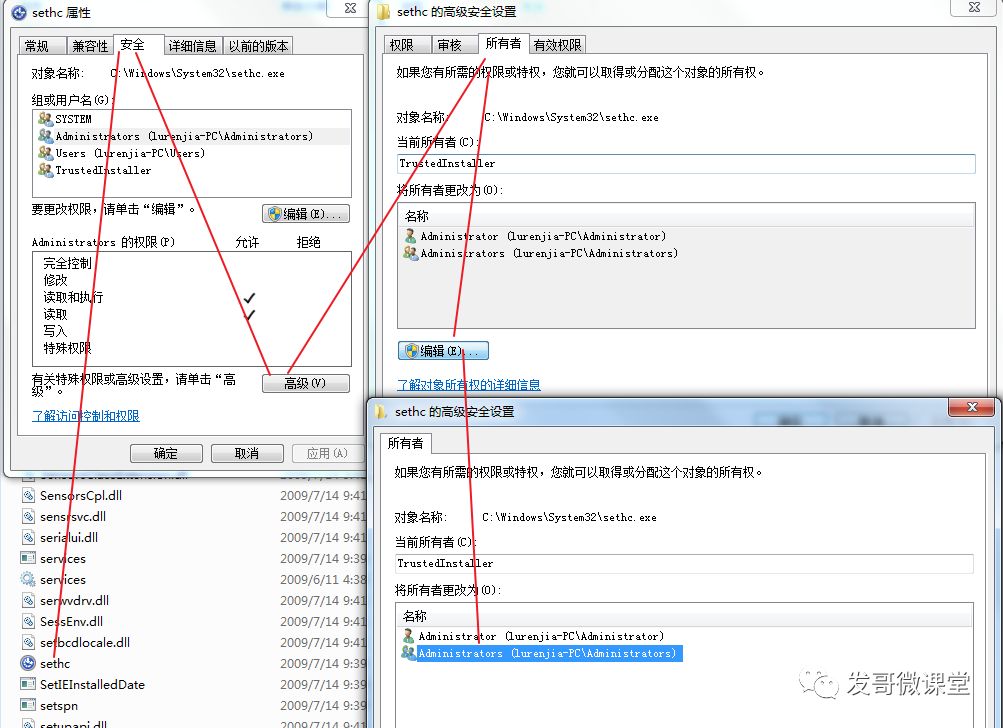 sethc 属性
常规 兼容性 安全 详细信息 以前的版本
对象名称: C:\Windows\System32\sethc.exe
组或用户名(G):
SYSTEM
Administrators (lurenjia-PC\Administrators)
Users (lurenjia-PC\Users)
TrustedInstaller
要更改权限，请单击“编辑”。
编辑(E)...
Administrators 的权限(P) 允许 拒绝
完全控制
修改
读取和执行
读取
写入
特殊权限
有关特殊权限或高级设置，请单击“高
级”。
高级(V)
了解访问控制和权限
确定 取消 应用(A)
SensorsCpl.dll 2009/7/14 9:41
sensrsvc.dll 2009/7/14 9:41
serialui.dll 2009/7/14 9:41
services 2009/7/14 9:39
services 2009/6/11 4:38
serwvdrv.dll 2009/7/14 9:41
SessEnv.dll 2009/7/14 9:41
setbcdlocale.dll 2009/7/14 9:41
sethc 2009/7/14 9:39
SetIEInstalledDate 2009/7/14 9:39
setspn 2009/7/14 9:39
setupapi.dll 2009/7/14 9:41
sethc 的高级安全设置
权限 审核 所有者 有效权限
如果您有所需的权限或特权，您就可以取得或分配这个对象的所有权。
对象名称: C:\Windows\System32\sethc.exe
当前所有者(C):
TrustedInstaller
将所有者更改为(O):
名称
Administrator (lurenjia-PC\Administrator)
Administrators (lurenjia-PC\Administrators)
编辑(E)...
了解对象所有权的详细信息
sethc 的高级安全设置
所有者
如果您有所需的权限或特权，您就可以取得或分配这个对象的所有权。
对象名称: C:\Windows\System32\sethc.exe
当前所有者(C):
TrustedInstaller
将所有者更改为(O):
名称
Administrator (lurenjia-PC\Administrator)
Administrators (lurenjia-PC\Administrators)
发哥微课堂